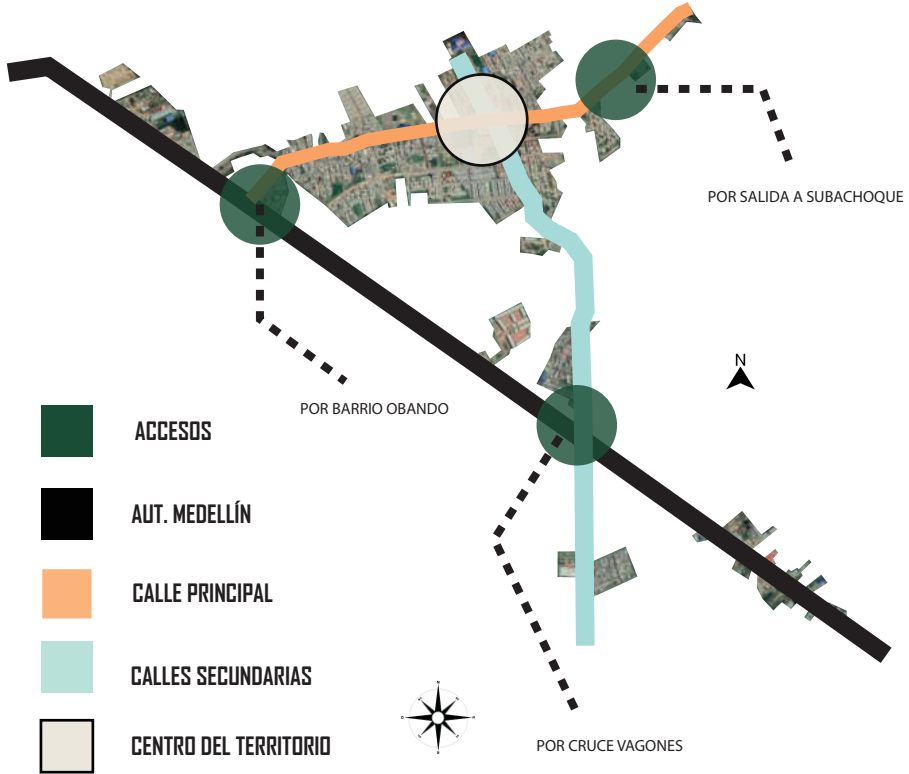 POR SALIDA A SUBACHOQUE
N
POR BARRIO OBANDO
ACCESOS
AUT. MEDELLÍN
CALLE PRINCIPAL
CALLES SECUNDARIAS
CENTRO DEL TERRITORIO
POR CRUCE VAGONES